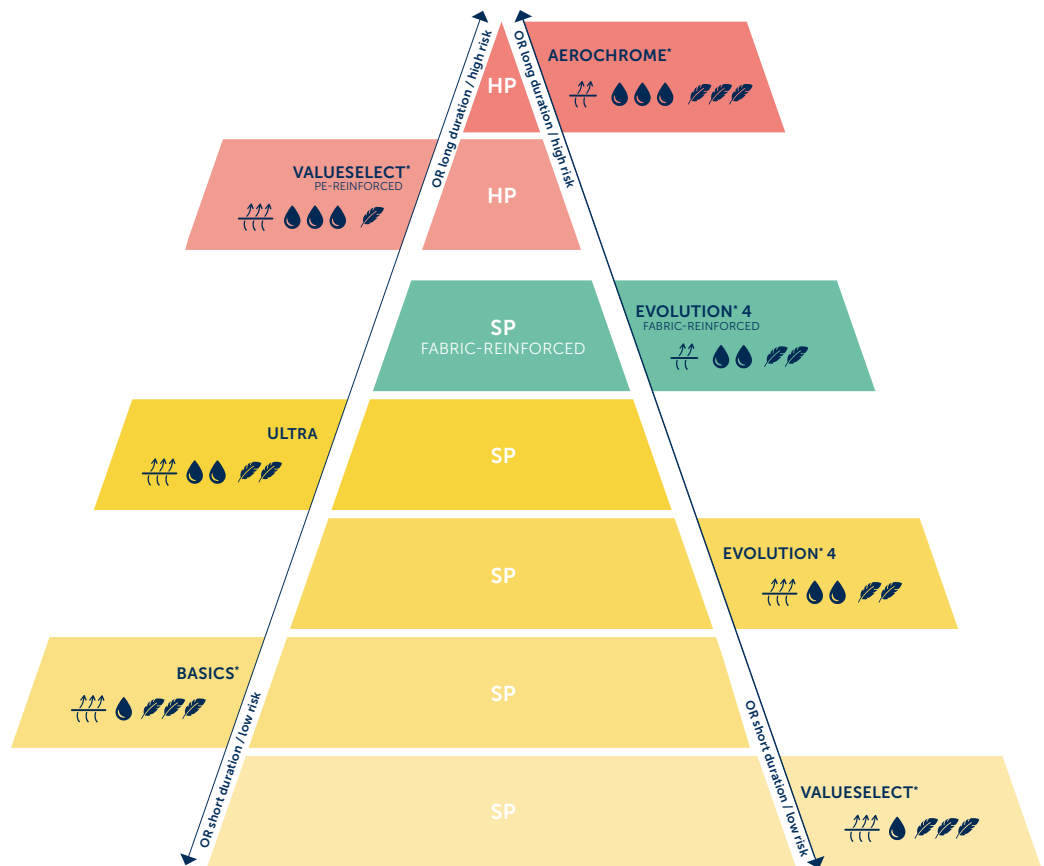 OR long duration / high risk
HP
OR long duration / high risk
AEROCHROME*
VALUESELECT*
PE-REINFORCED
HP
SP
FABRIC-REINFORCED
EVOLUTION* 4
FABRIC-REINFORCED
ULTRA
SP
SP
EVOLUTION* 4
BASICS*
SP
OR short duration / low risk
OR short duration / low risk
SP
VALUESELECT*